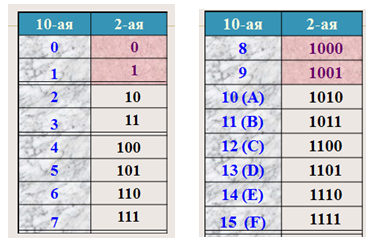 10-ая 2-ая
0 0
1 1
2 10
3 11
4 100
5 101
6 110
7 111
10-ая 2-ая
8 1000
9 1001
10 (A) 1010
11 (B) 1011
12 (C) 1100
13 (D) 1101
14 (E) 1110
15 (F) 1111